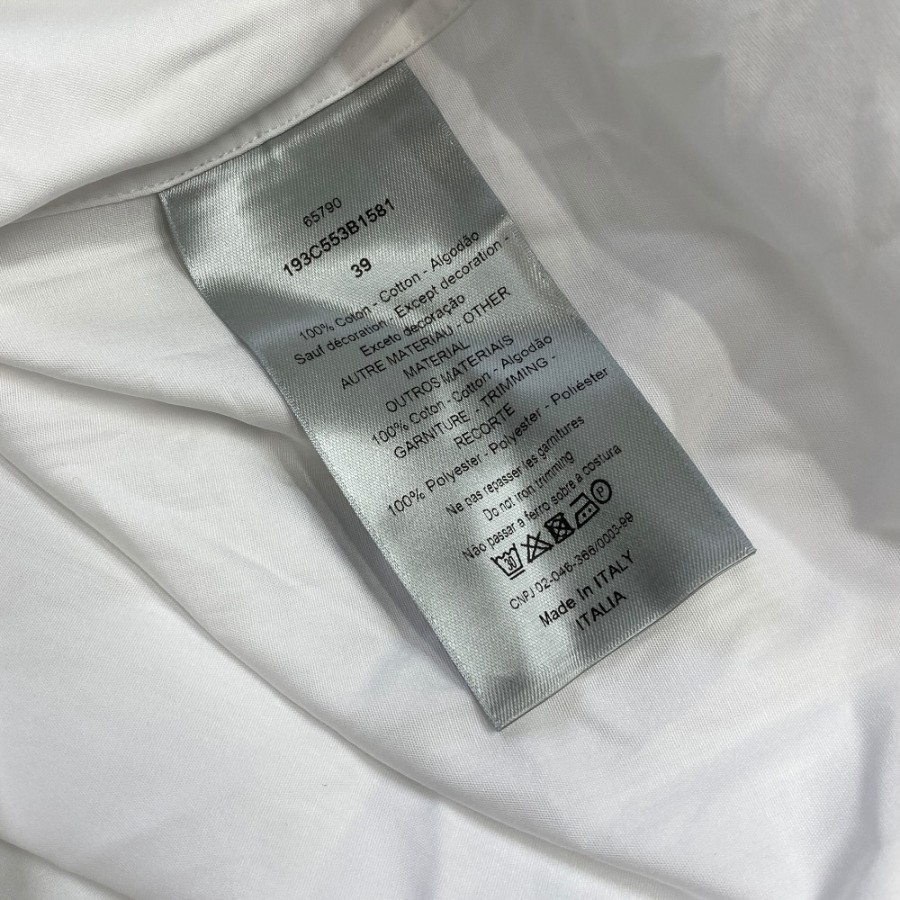 65790
193C553B1581
39
100% Coton - Cotton - Algodão
Sauf décoration - Except decoration -
Exceto decoração
AUTRE MATERIAU - OTHER
MATERIAL
OUTROS MATERIAIS
100% Coton - Cotton - Algodão
GARNITURE - TRIMMING -
RECORTE
100% Polyester - Polyester - Poliéster
Ne pas repasser les garnitures
Do not iron trimming
Não passar a ferro sobre à costura
30 P
CNPJ 02-046-366/0003-99
Made In ITALY
ITALIA